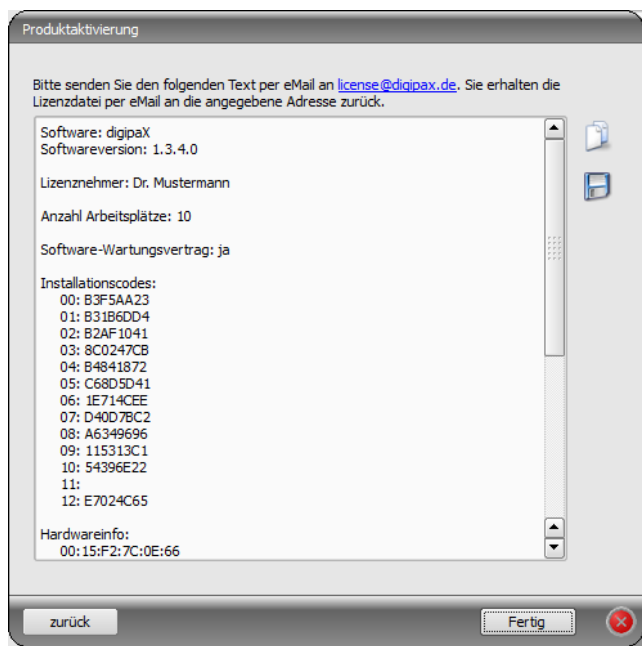 Produktaktivierung
Bitte senden Sie den folgenden Text per eMail an license@digipax.de. Sie erhalten die
Lizenzdatei per eMail an die angegebene Adresse zurück.
Software: digipaX
Softwareversion: 1.3.4.0
Lizenznehmer: Dr. Mustermann
Anzahl Arbeitsplätze: 10
Software-Wartungsvertrag: ja
Installationscodes:
00: B3F5AA23
01: B31B6DD4
02: B2AF1041
03: 8C0247CB
04: B4841872
05: C68D5D41
06: 1E714CEE
07: D40D7BC2
08: A6349696
09: 115313C1
10: 54396E22
11:
12: E7024C65
Hardwareinfo:
00:15:F2:7C:0E:66
zurück
Fertig